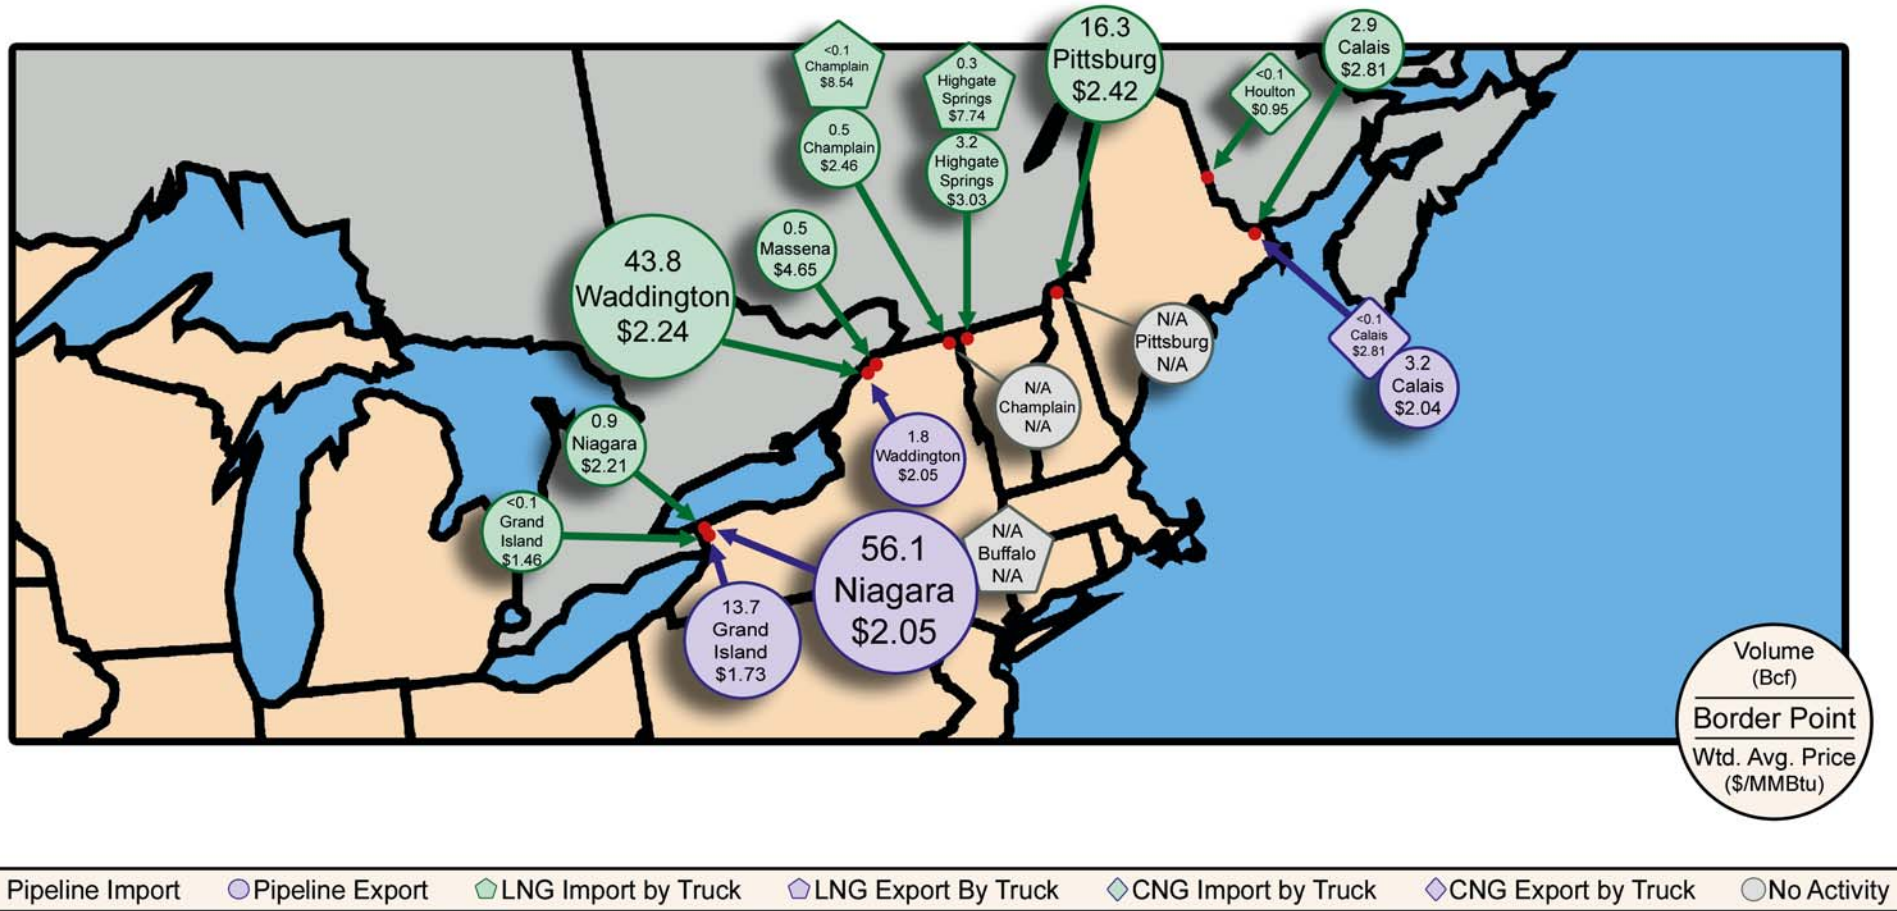 <0.1
Champlain
$8.54
0.5
Champlain
$2.46
0.3
Highgate
Springs
$7.74
3.2
Highgate
Springs
$3.03
16.3
Pittsburg
$2.42
<0.1
Houlton
$0.95
2.9
Calais
$2.81
43.8
Waddington
$2.24
0.5
Massena
$4.65
N/A
Pittsburg
N/A
<0.1
Calais
$2.81
3.2
Calais
$2.04
N/A
Champlain
N/A
0.9
Niagara
$2.21
1.8
Waddington
$2.05
<0.1
Grand
Island
$1.46
56.1
Niagara
$2.05
N/A
Buffalo
N/A
13.7
Grand
Island
$1.73
Volume
(Bcf)
Border Point
Wtd. Avg. Price
($/MMBtu)
Pipeline Import Pipeline Export LNG Import by Truck LNG Export By Truck CNG Import by Truck CNG Export by Truck No Activity